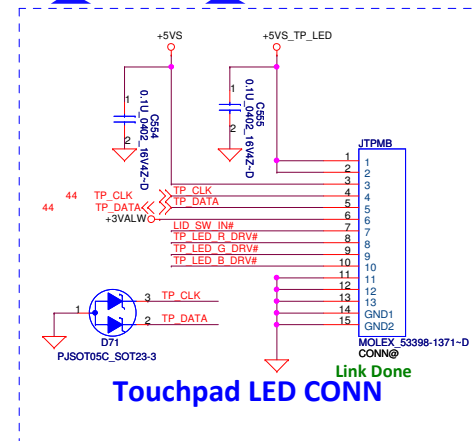 +5VS
+5VS_TP_LED
1
C554
0.1U_0402_16V4Z~D
2
1
C555
0.1U_0402_16V4Z~D
2
JTPMB
1 1
2 2
3 3
44 TP_CLK TP_CLK 4 4
44 TP_DATA TP_DATA 5 5
+3VALW 6 6
LID_SW_IN# 7 7
TP_LED_R_DRV# 8 8
TP_LED_G_DRV# 9 9
TP_LED_B_DRV# 10 10
11 11
12 12
13 13
14 GND1
15 GND2
MOLEX_53398-1371~D
CONN@
Link Done
1
3 TP_CLK
2 TP_DATA
D71
PJSOT05C_SOT23-3
Touchpad LED CONN